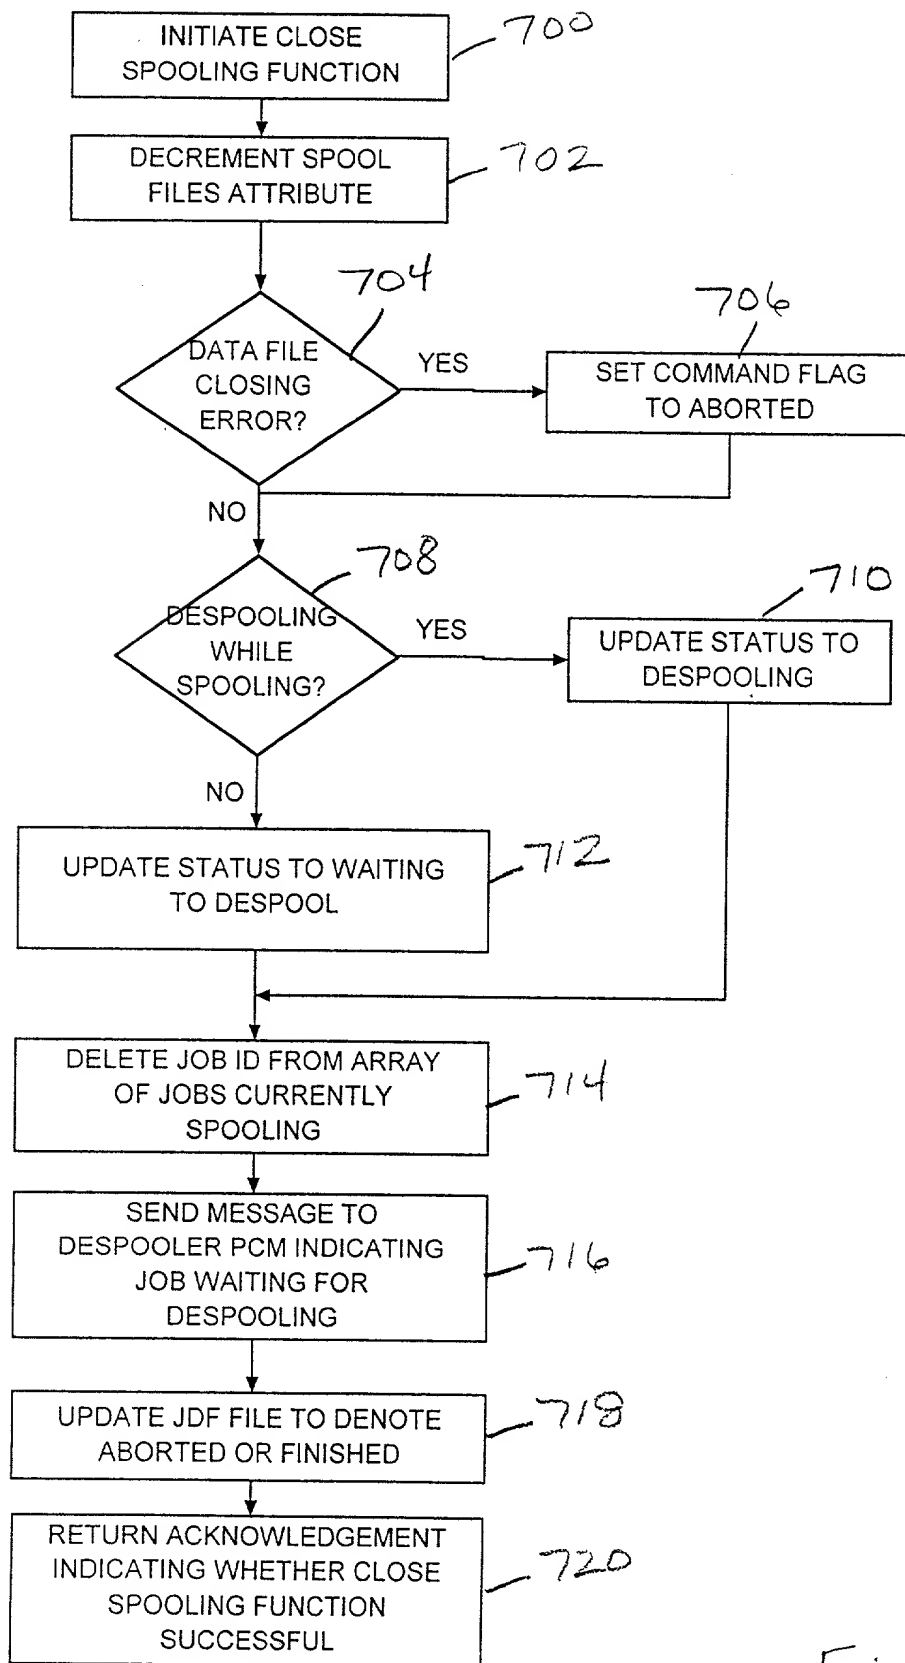 INITIATE CLOSE
SPOOLING FUNCTION
700
DECREMENT SPOOL
FILES ATTRIBUTE
702
704
DATA FILE
CLOSING
ERROR?
YES
706
SET COMMAND FLAG
TO ABORTED
NO
708
DESPOOLING
WHILE
SPOOLING?
YES
710
UPDATE STATUS TO
DESPOOLING
NO
UPDATE STATUS TO WAITING
TO DESPOOL
712
DELETE JOB ID FROM ARRAY
OF JOBS CURRENTLY
SPOOLING
714
SEND MESSAGE TO
DESPOOLER PCM INDICATING
JOB WAITING FOR
DESPOOLING
716
UPDATE JDF FILE TO DENOTE
ABORTED OR FINISHED
718
RETURN ACKNOWLEDGEMENT
INDICATING WHETHER CLOSE
SPOOLING FUNCTION
SUCCESSFUL
720